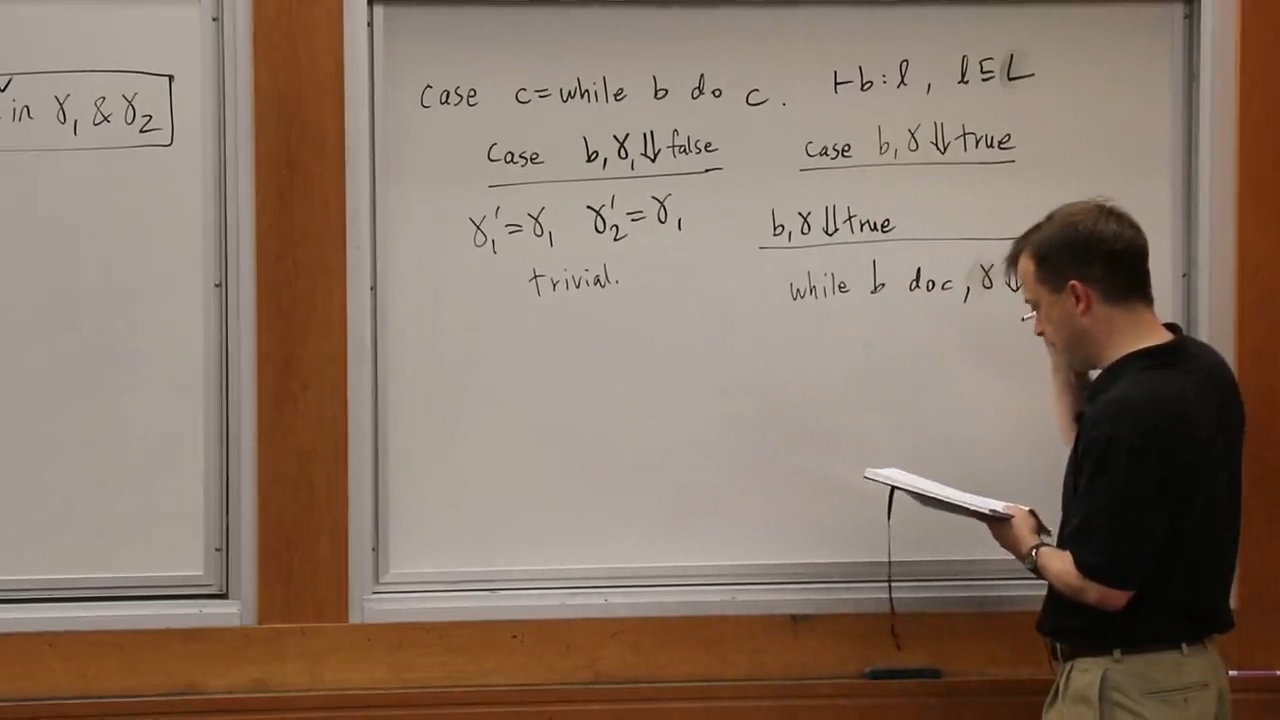 in γ₁ & γ₂
Case c=while b do c. ⊢b:l, l⊑L
Case b,γ₁⇓false
γ₁'=γ₁ γ₂'=γ₁
trivial.
case b,γ⇓true
b,γ⇓true
while b do c, γ⇓